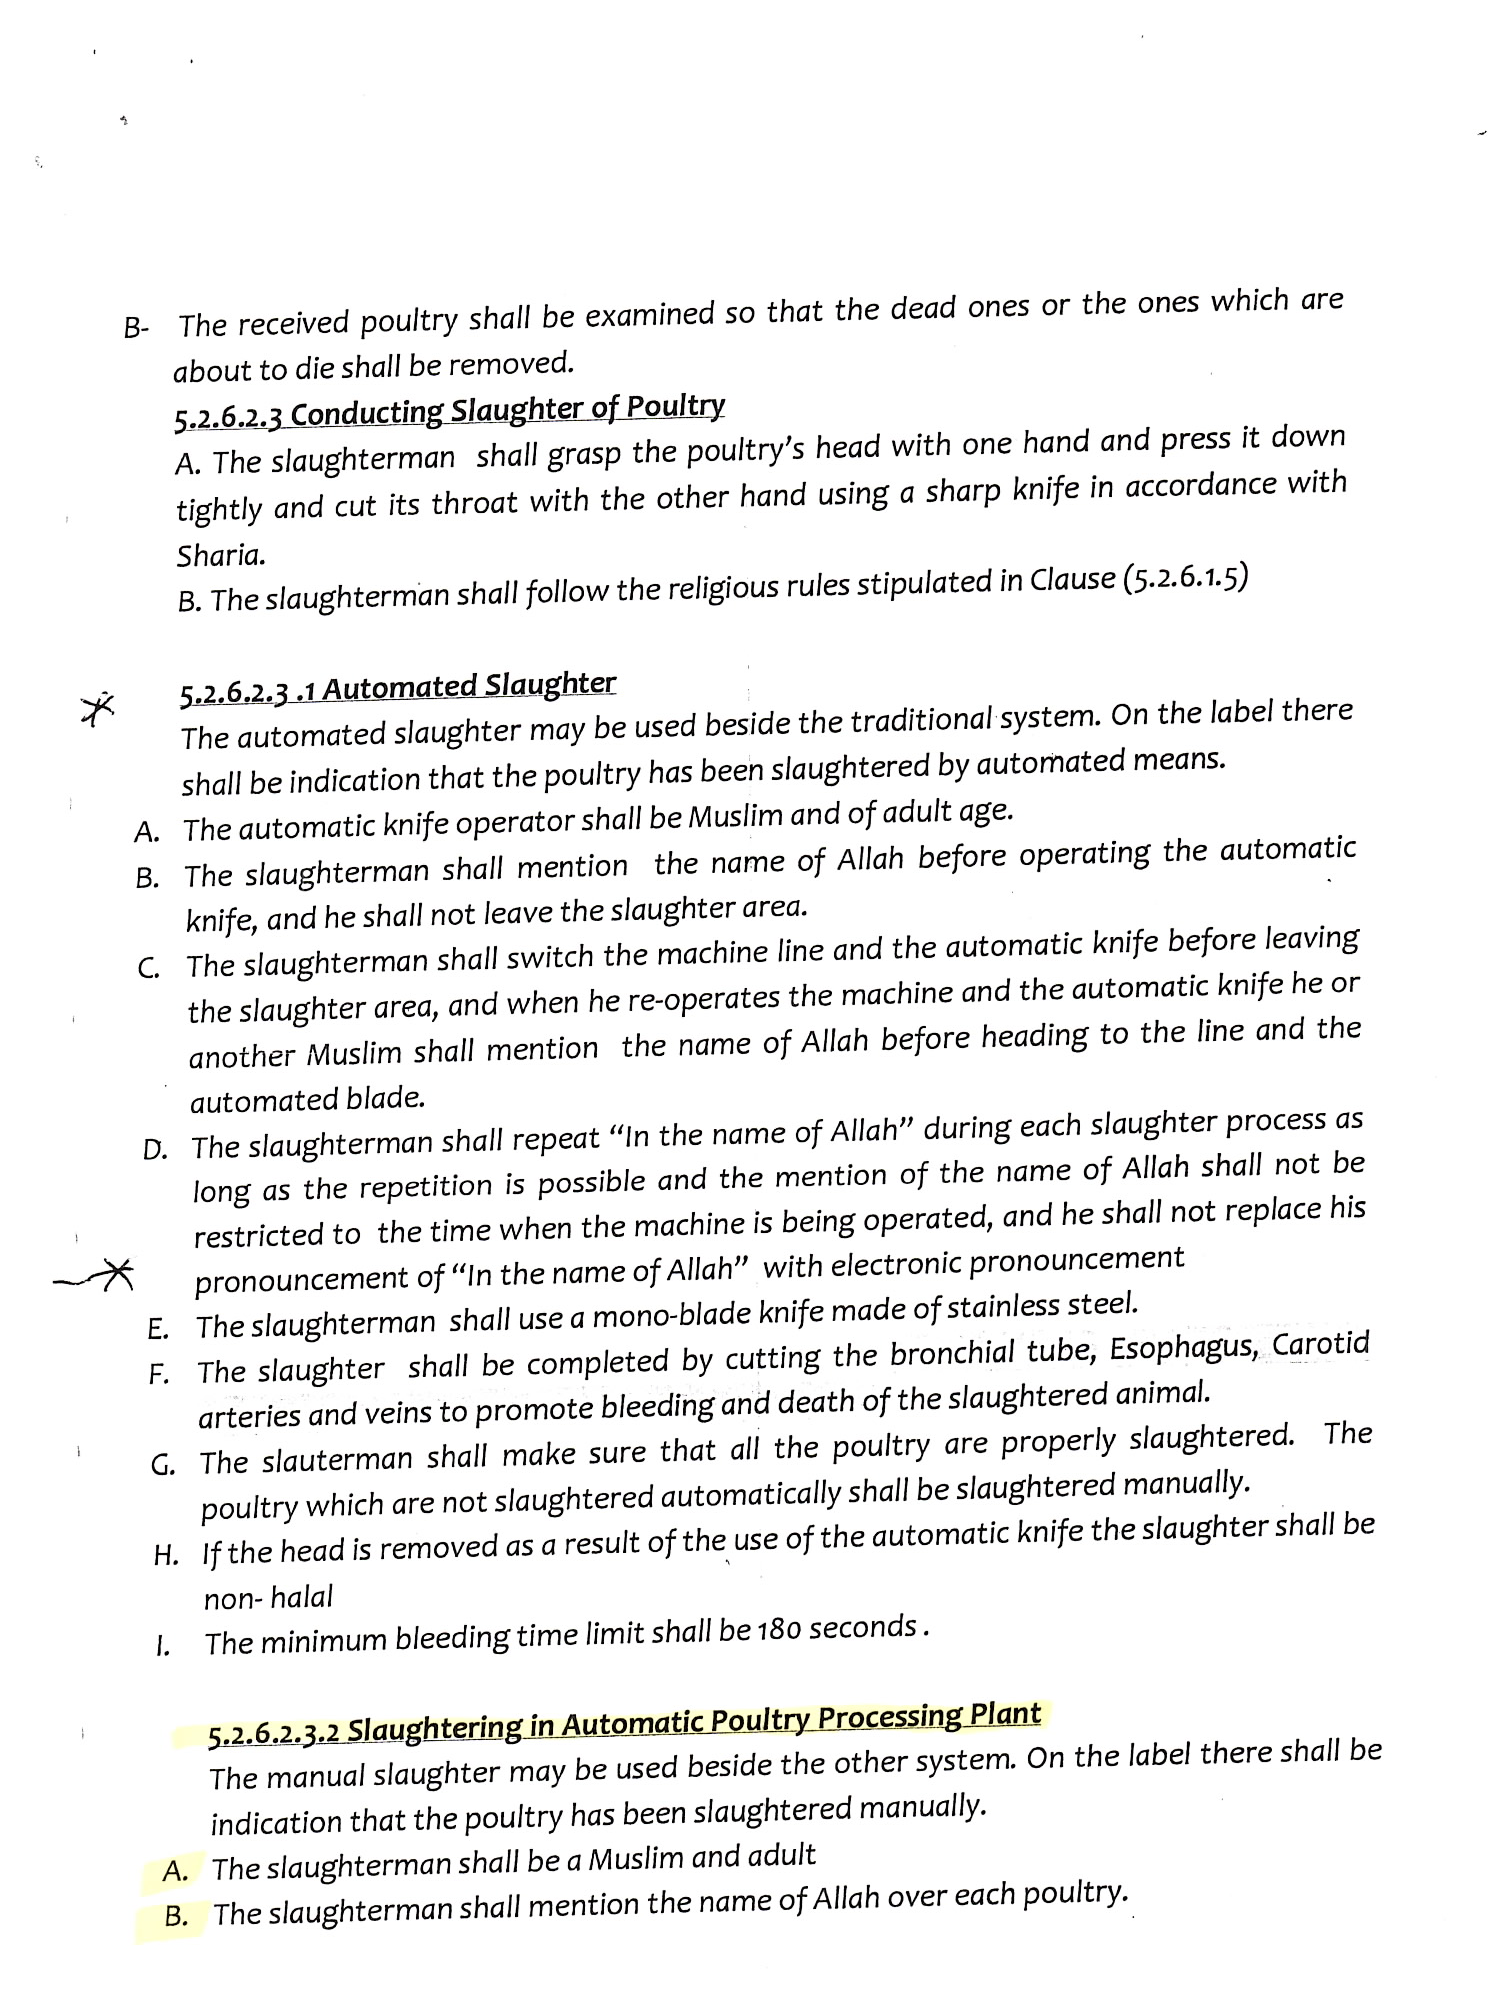 B- The received poultry shall be examined so that the dead ones or the ones which are
about to die shall be removed.
5.2.6.2.3 Conducting Slaughter of Poultry
A. The slaughterman shall grasp the poultry's head with one hand and press it down
tightly and cut its throat with the other hand using a sharp knife in accordance with
Sharia.
B. The slaughterman shall follow the religious rules stipulated in Clause (5.2.6.1.5)
5.2.6.2.3 .1 Automated Slaughter
The automated slaughter may be used beside the traditional system. On the label there
shall be indication that the poultry has been slaughtered by automated means.
A. The automatic knife operator shall be Muslim and of adult age.
B. The slaughterman shall mention the name of Allah before operating the automatic
knife, and he shall not leave the slaughter area.
C. The slaughterman shall switch the machine line and the automatic knife before leaving
the slaughter area, and when he re-operates the machine and the automatic knife he or
another Muslim shall mention the name of Allah before heading to the line and the
automated blade.
D. The slaughterman shall repeat "In the name of Allah" during each slaughter process as
long as the repetition is possible and the mention of the name of Allah shall not be
restricted to the time when the machine is being operated, and he shall not replace his
pronouncement of "In the name of Allah" with electronic pronouncement
E. The slaughterman shall use a mono-blade knife made of stainless steel.
F. The slaughter shall be completed by cutting the bronchial tube, Esophagus, Carotid
arteries and veins to promote bleeding and death of the slaughtered animal.
G. The slauterman shall make sure that all the poultry are properly slaughtered. The
poultry which are not slaughtered automatically shall be slaughtered manually.
H. If the head is removed as a result of the use of the automatic knife the slaughter shall be
non- halal
I. The minimum bleeding time limit shall be 180 seconds .
5.2.6.2.3.2 Slaughtering in Automatic Poultry Processing Plant
The manual slaughter may be used beside the other system. On the label there shall be
indication that the poultry has been slaughtered manually.
A. The slaughterman shall be a Muslim and adult
B. The slaughterman shall mention the name of Allah over each poultry.